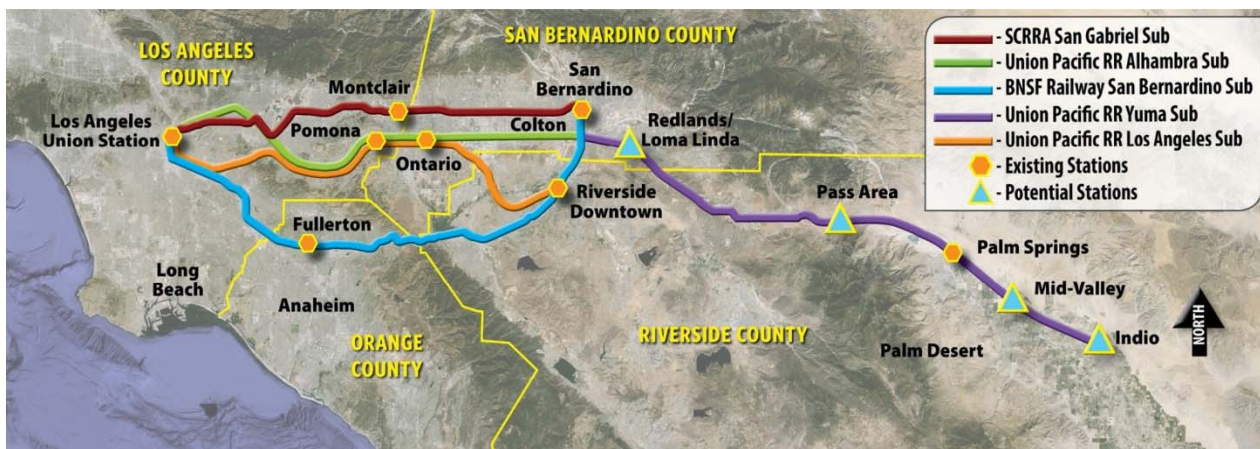 LOS ANGELES
COUNTY
SAN BERNARDINO COUNTY
Montclair
San
Bernardino
Los Angeles
Union Station
Pomona
Ontario
Colton
Redlands/
Loma Linda
Pass Area
Riverside
Downtown
Fullerton
Palm Springs
Long
Beach
Anaheim
Mid-Valley
ORANGE
COUNTY
RIVERSIDE COUNTY
Palm Desert
Indio
NORTH
- SCRRA San Gabriel Sub
- Union Pacific RR Alhambra Sub
- BNSF Railway San Bernardino Sub
- Union Pacific RR Yuma Sub
- Union Pacific RR Los Angeles Sub
- Existing Stations
- Potential Stations